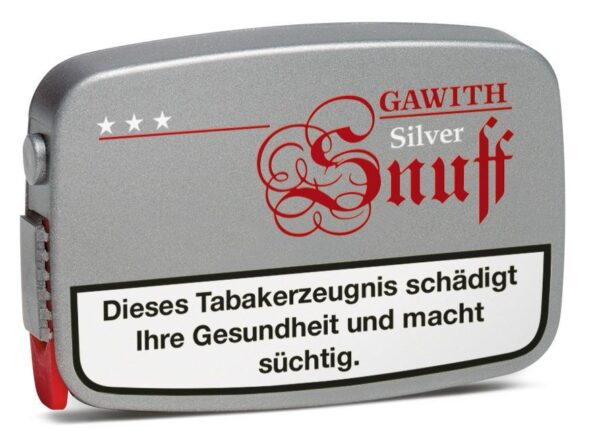 ★ ★ ★
GAWITH
Silver
Snuff
Dieses Tabakerzeugnis schädigt
Ihre Gesundheit und macht
süchtig.